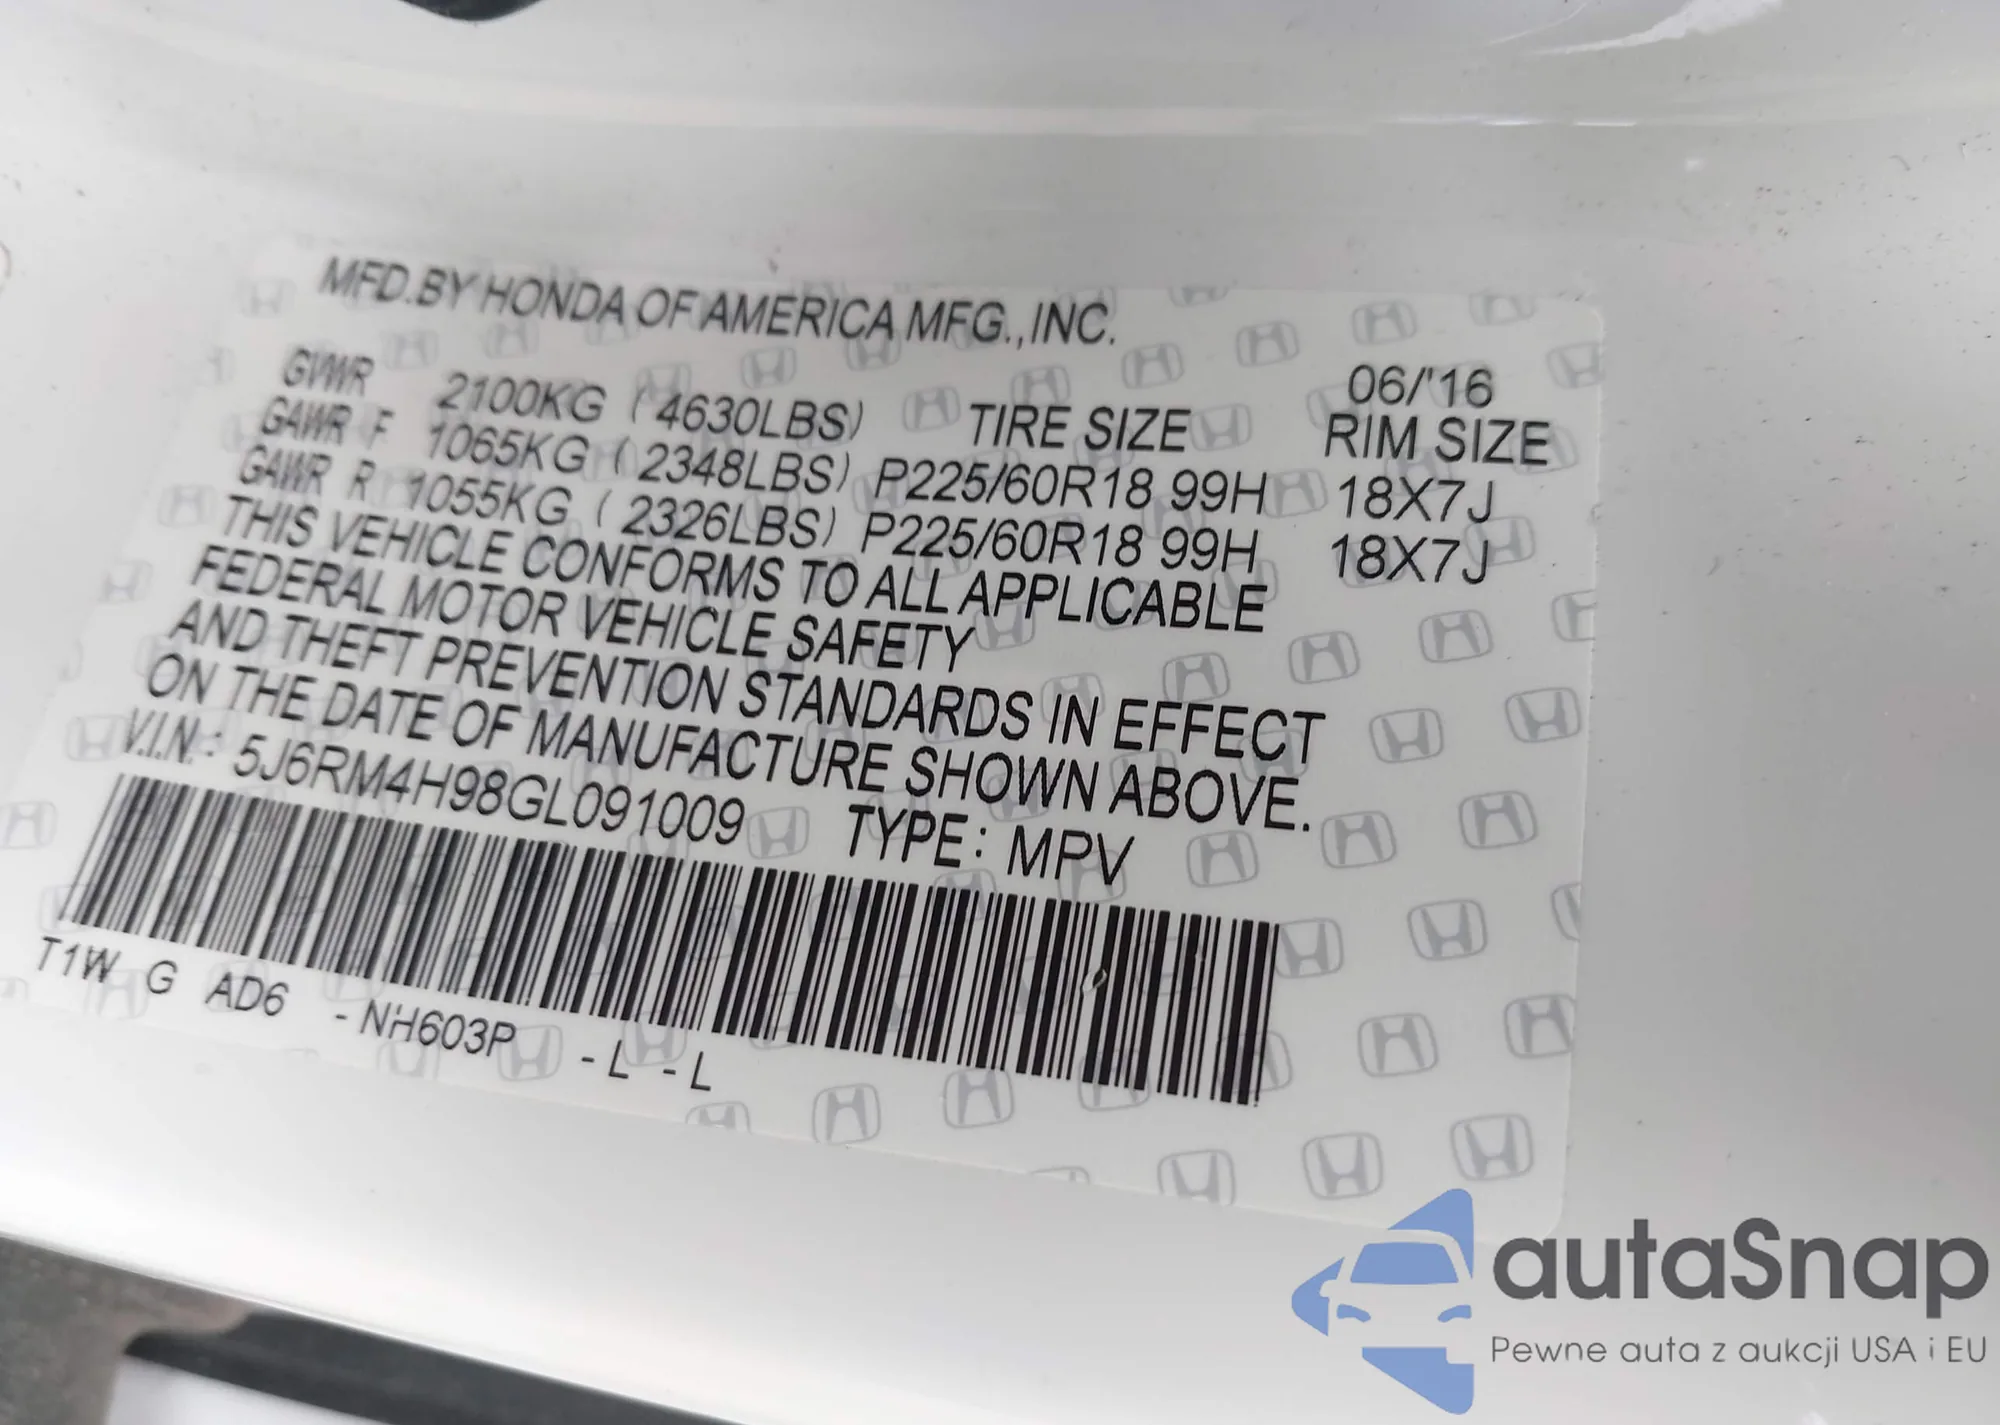 MFD.BY HONDA OF AMERICA MFG.,INC.
06/'16
GVWR 2100KG (4630LBS) TIRE SIZE RIM SIZE
GAWR F 1065KG (2348LBS) P225/60R18 99H 18X7J
GAWR R 1055KG (2326LBS) P225/60R18 99H 18X7J
THIS VEHICLE CONFORMS TO ALL APPLICABLE
FEDERAL MOTOR VEHICLE SAFETY
AND THEFT PREVENTION STANDARDS IN EFFECT
ON THE DATE OF MANUFACTURE SHOWN ABOVE.
V.I.N.: 5J6RM4H98GL091009 TYPE: MPV
T1W G AD6 -NH603P -L -L
autaSnap
Pewne auta z aukcji USA i EU